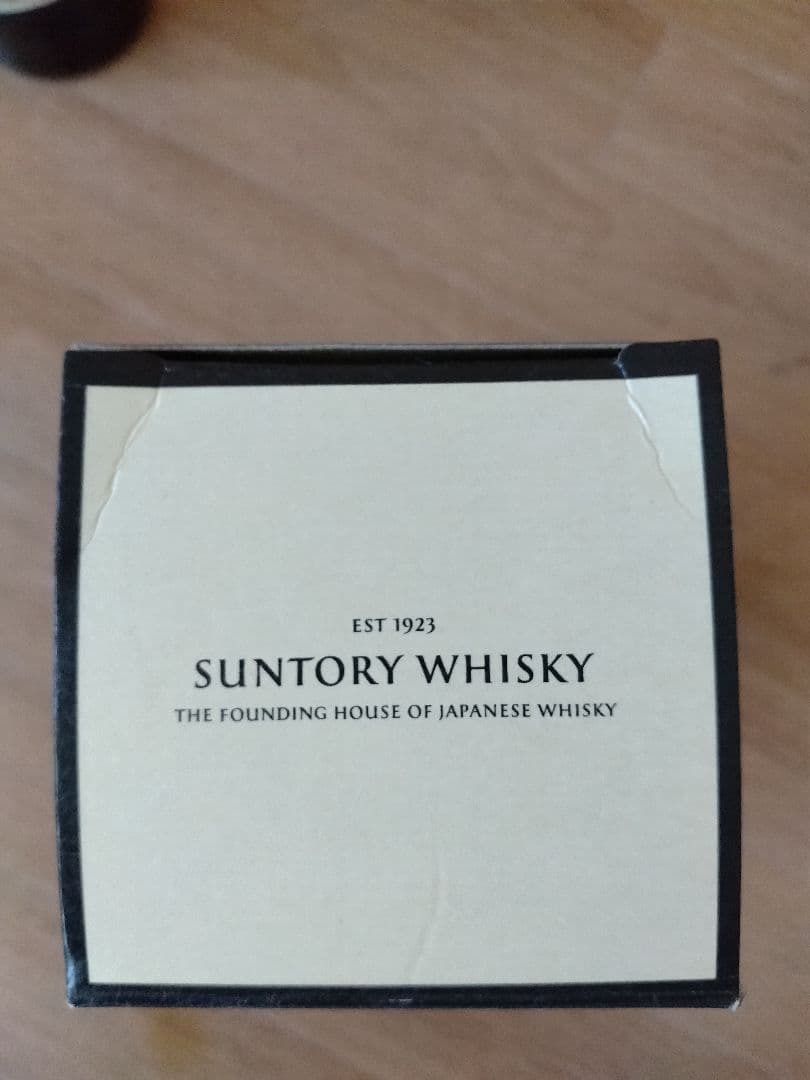 EST 1923
SUNTORY WHISKY
THE FOUNDING HOUSE OF JAPANESE WHISKY